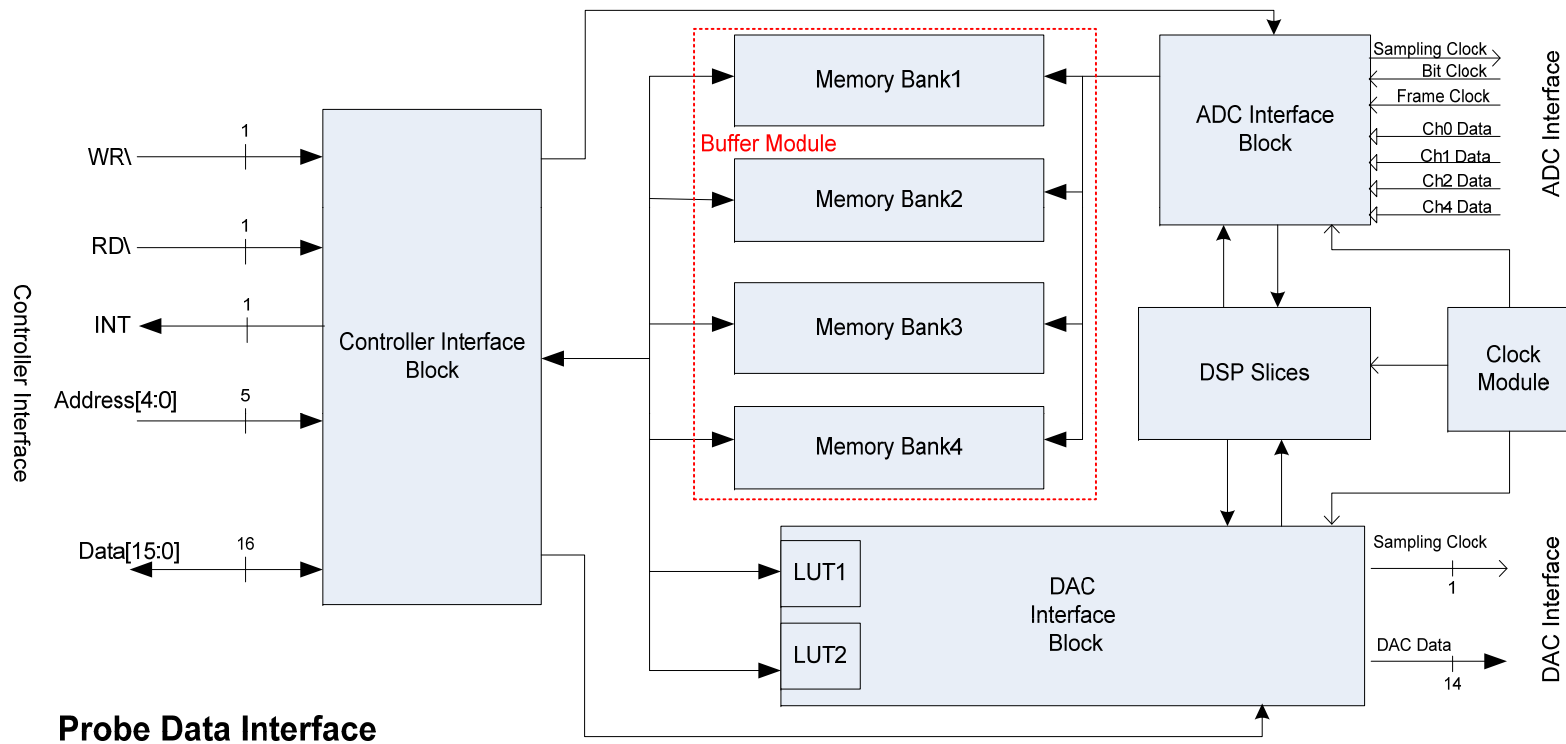 Controller Interface
WR\
1
RD\
1
INT
1
Address[4:0]
5
Data[15:0]
16
Controller Interface
Block
Buffer Module
Memory Bank1
Memory Bank2
Memory Bank3
Memory Bank4
ADC Interface
Block
Sampling Clock
Bit Clock
Frame Clock
Ch0 Data
Ch1 Data
Ch2 Data
Ch4 Data
ADC Interface
DSP Slices
Clock
Module
LUT1
LUT2
DAC
Interface
Block
Sampling Clock
1
DAC Data
14
DAC Interface
Probe Data Interface